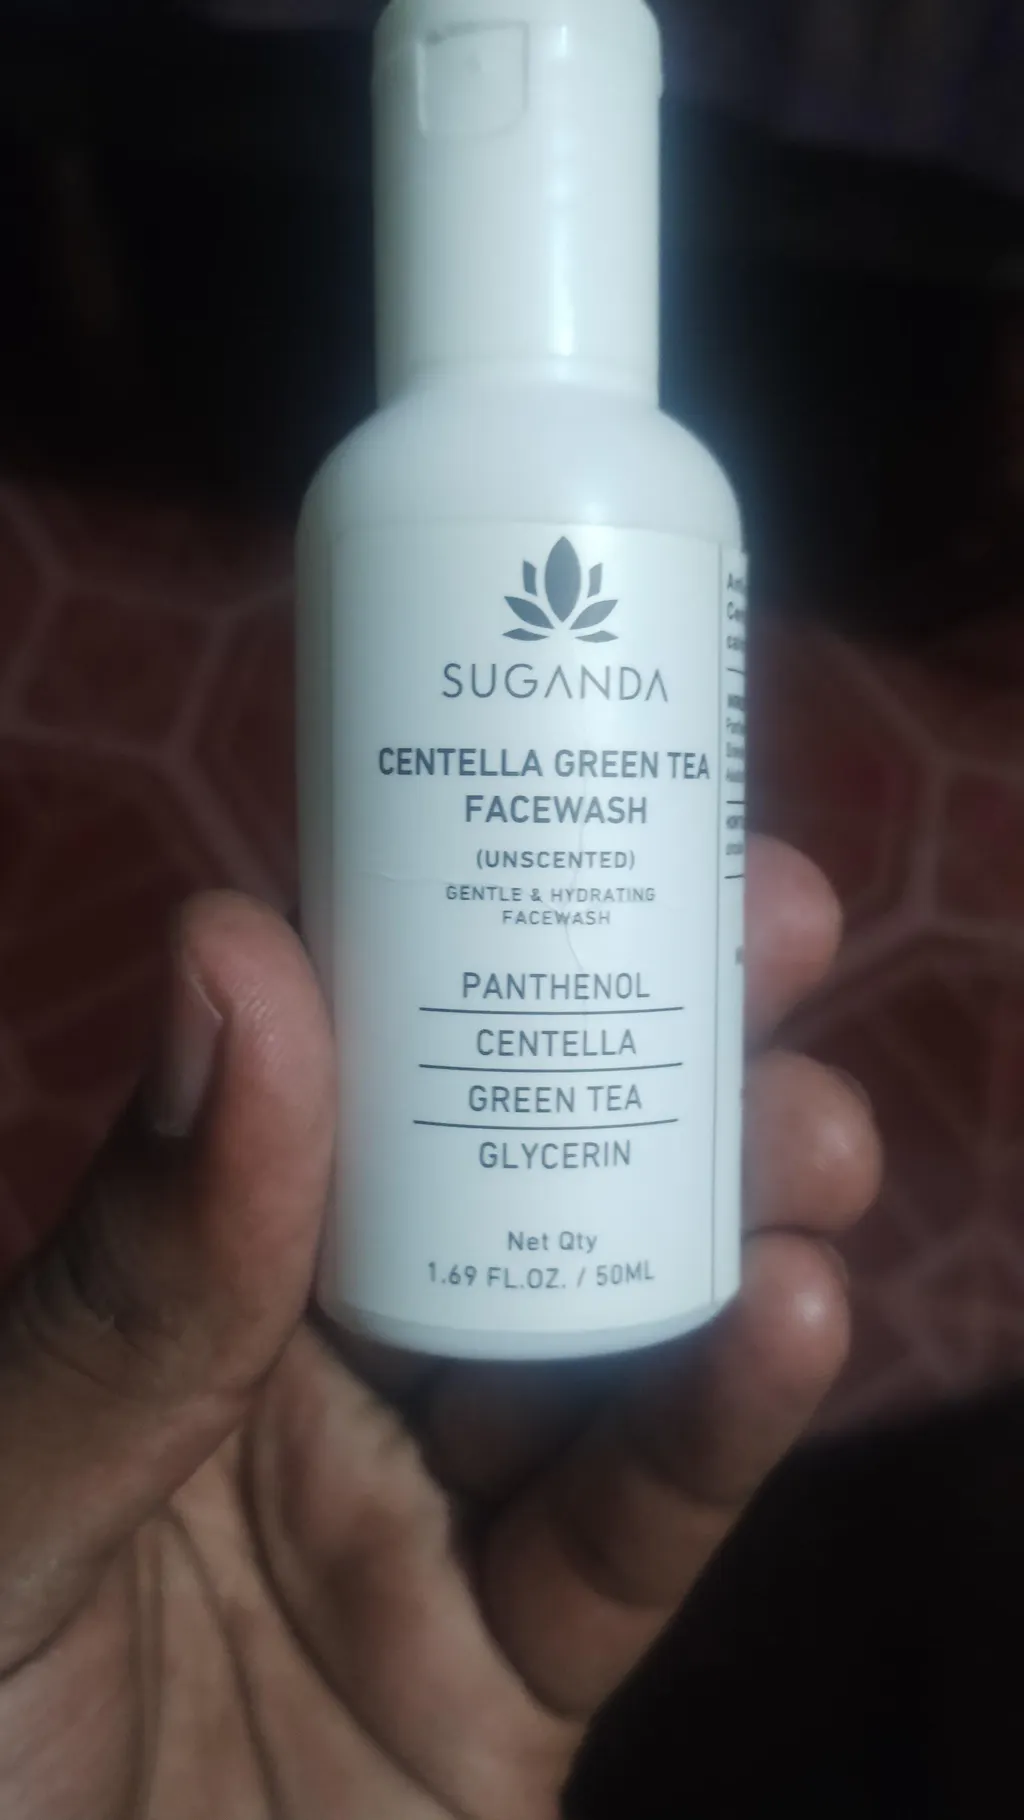 SUGANDA
CENTELLA GREEN TEA
FACEWASH
(UNSCENTED)
GENTLE & HYDRATING
FACEWASH
PANTHENOL
CENTELLA
GREEN TEA
GLYCERIN
Net Qty
1.69 FL.OZ. / 50ML